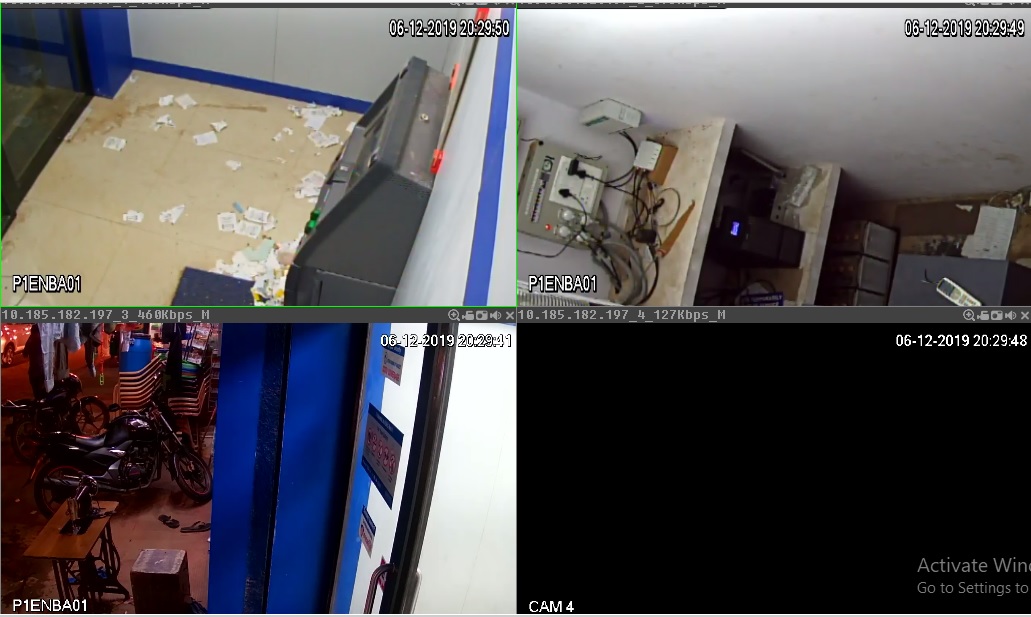 06-12-2019 20:29:50
P1ENBA01
06-12-2019 20:29:49
P1ENBA01
10.185.182.197_3_460Kbps_M
06-12-2019 20:29:41
P1ENBA01
10.185.182.197_4_127Kbps_M
06-12-2019 20:29:48
CAM 4
Activate Win
Go to Settings to